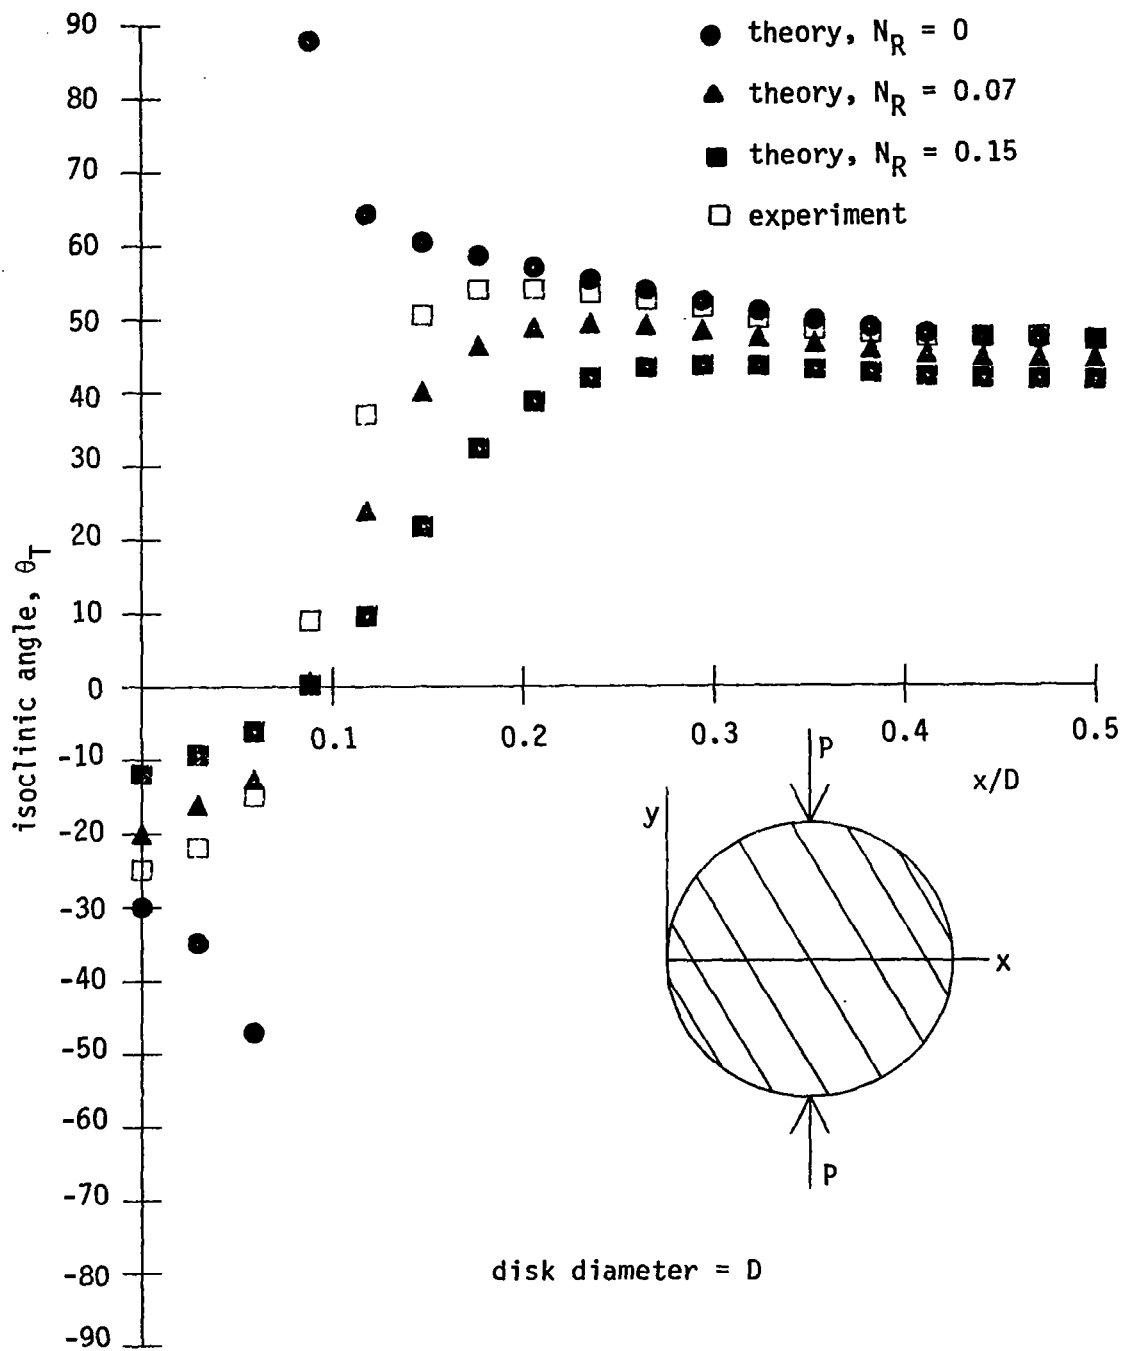 90
80
70
60
50
40
30
20
10
0
-10
-20
-30
-40
-50
-60
-70
-80
-90
isoclinic angle, θT
theory, NR = 0
theory, NR = 0.07
theory, NR = 0.15
experiment
0.1
0.2
0.3
0.4
0.5
x/D
P
y
x
P
disk diameter = D